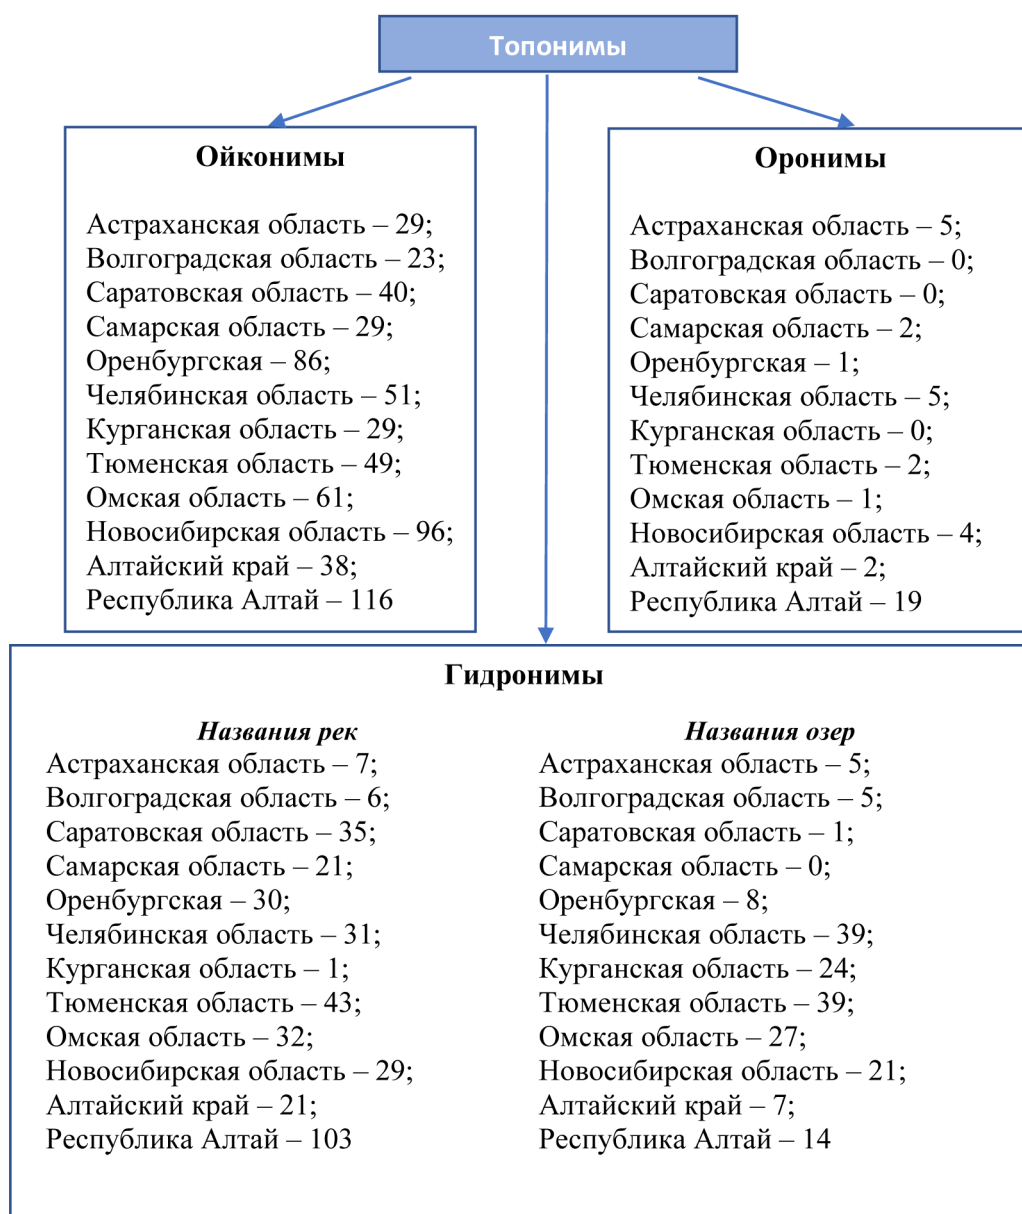 Топонимы
Ойконимы
Астраханская область – 29;
Волгоградская область – 23;
Саратовская область – 40;
Самарская область – 29;
Оренбургская – 86;
Челябинская область – 51;
Курганская область – 29;
Тюменская область – 49;
Омская область – 61;
Новосибирская область – 96;
Алтайский край – 38;
Республика Алтай – 116
Оронимы
Астраханская область – 5;
Волгоградская область – 0;
Саратовская область – 0;
Самарская область – 2;
Оренбургская – 1;
Челябинская область – 5;
Курганская область – 0;
Тюменская область – 2;
Омская область – 1;
Новосибирская область – 4;
Алтайский край – 2;
Республика Алтай – 19
Гидронимы
Названия рек
Астраханская область – 7;
Волгоградская область – 6;
Саратовская область – 35;
Самарская область – 21;
Оренбургская – 30;
Челябинская область – 31;
Курганская область – 1;
Тюменская область – 43;
Омская область – 32;
Новосибирская область – 29;
Алтайский край – 21;
Республика Алтай – 103
Названия озер
Астраханская область – 5;
Волгоградская область – 5;
Саратовская область – 1;
Самарская область – 0;
Оренбургская – 8;
Челябинская область – 39;
Курганская область – 24;
Тюменская область – 39;
Омская область – 27;
Новосибирская область – 21;
Алтайский край – 7;
Республика Алтай – 14